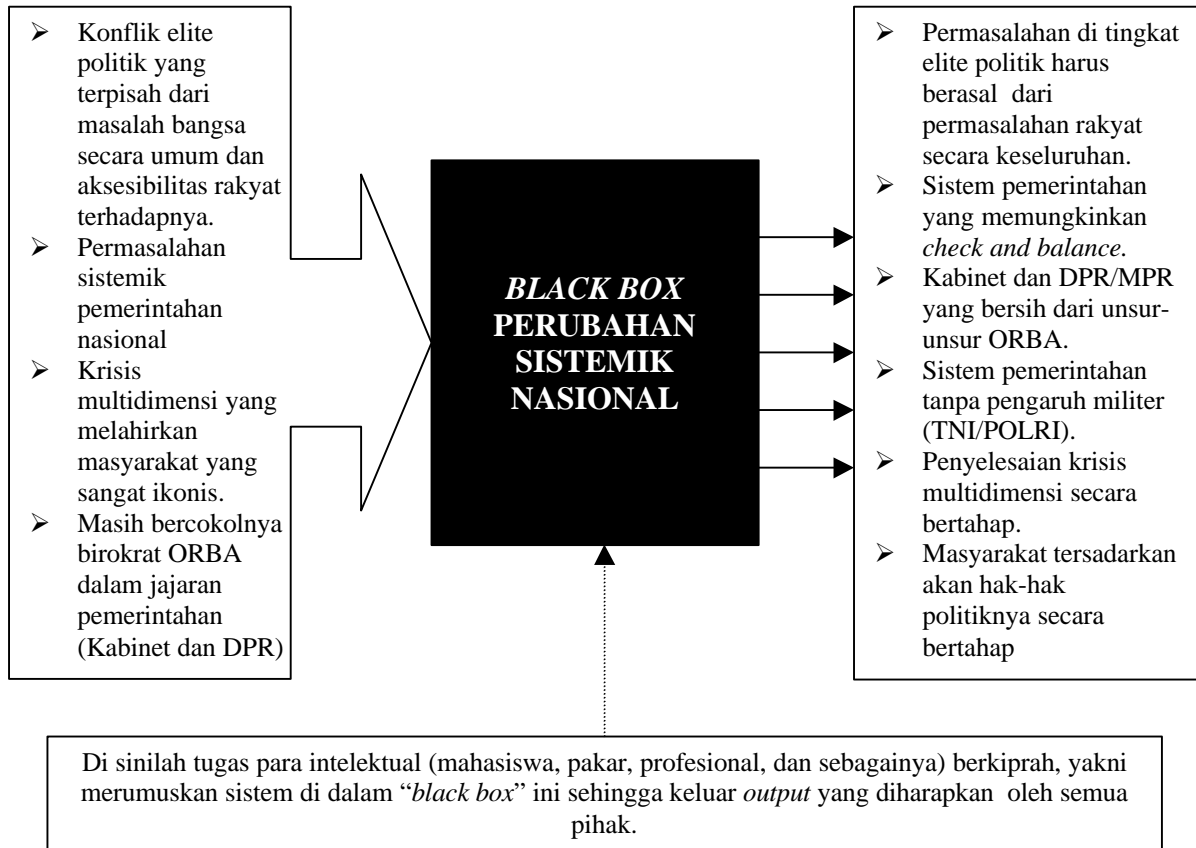 ➢ Konflik elite
politik yang
terpisah dari
masalah bangsa
secara umum dan
aksesibilitas rakyat
terhadapnya.
➢ Permasalahan
sistemik
pemerintahan
nasional
➢ Krisis
multidimensi yang
melahirkan
masyarakat yang
sangat ikonis.
➢ Masih bercokolnya
birokrat ORBA
dalam jajaran
pemerintahan
(Kabinet dan DPR)
BLACK BOX
PERUBAHAN
SISTEMIK
NASIONAL
➢ Permasalahan di tingkat
elite politik harus
berasal dari
permasalahan rakyat
secara keseluruhan.
➢ Sistem pemerintahan
yang memungkinkan
check and balance.
➢ Kabinet dan DPR/MPR
yang bersih dari unsur-
unsur ORBA.
➢ Sistem pemerintahan
tanpa pengaruh militer
(TNI/POLRI).
➢ Penyelesaian krisis
multidimensi secara
bertahap.
➢ Masyarakat tersadarkan
akan hak-hak
politiknya secara
bertahap
Di sinilah tugas para intelektual (mahasiswa, pakar, profesional, dan sebagainya) berkiprah, yakni
merumuskan sistem di dalam “black box” ini sehingga keluar output yang diharapkan oleh semua
pihak.